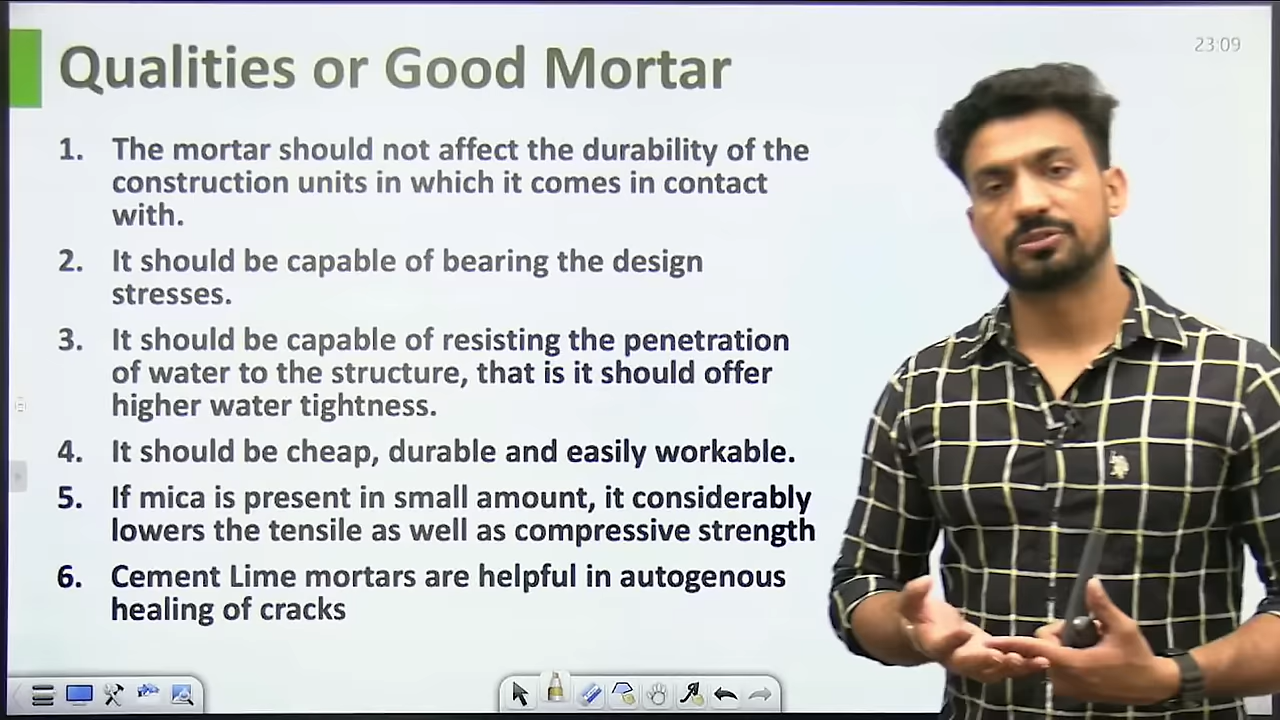 Qualities or Good Mortar
23:09
1. The mortar should not affect the durability of the
construction units in which it comes in contact
with.
2. It should be capable of bearing the design
stresses.
3. It should be capable of resisting the penetration
of water to the structure, that is it should offer
higher water tightness.
4. It should be cheap, durable and easily workable.
5. If mica is present in small amount, it considerably
lowers the tensile as well as compressive strength
6. Cement Lime mortars are helpful in autogenous
healing of cracks